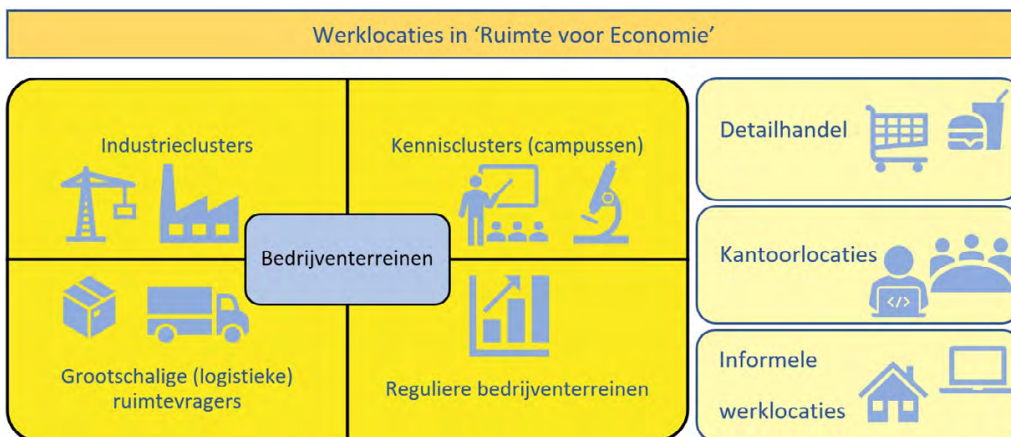 Werklocaties in ‘Ruimte voor Economie’
Industrieclusters
Kennisclusters (campussen)
Bedrijventerreinen
Grootschalige (logistieke)
ruimtevragers
Reguliere bedrijventerreinen
Detailhandel
Kantoorlocaties
</>
Informele
werklocaties